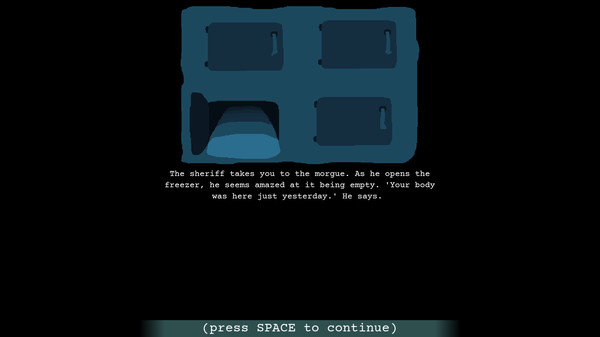 The sheriff takes you to the morgue. As he opens the
freezer, he seems amazed at it being empty. 'Your body
was here just yesterday.' He says.
(press SPACE to continue)